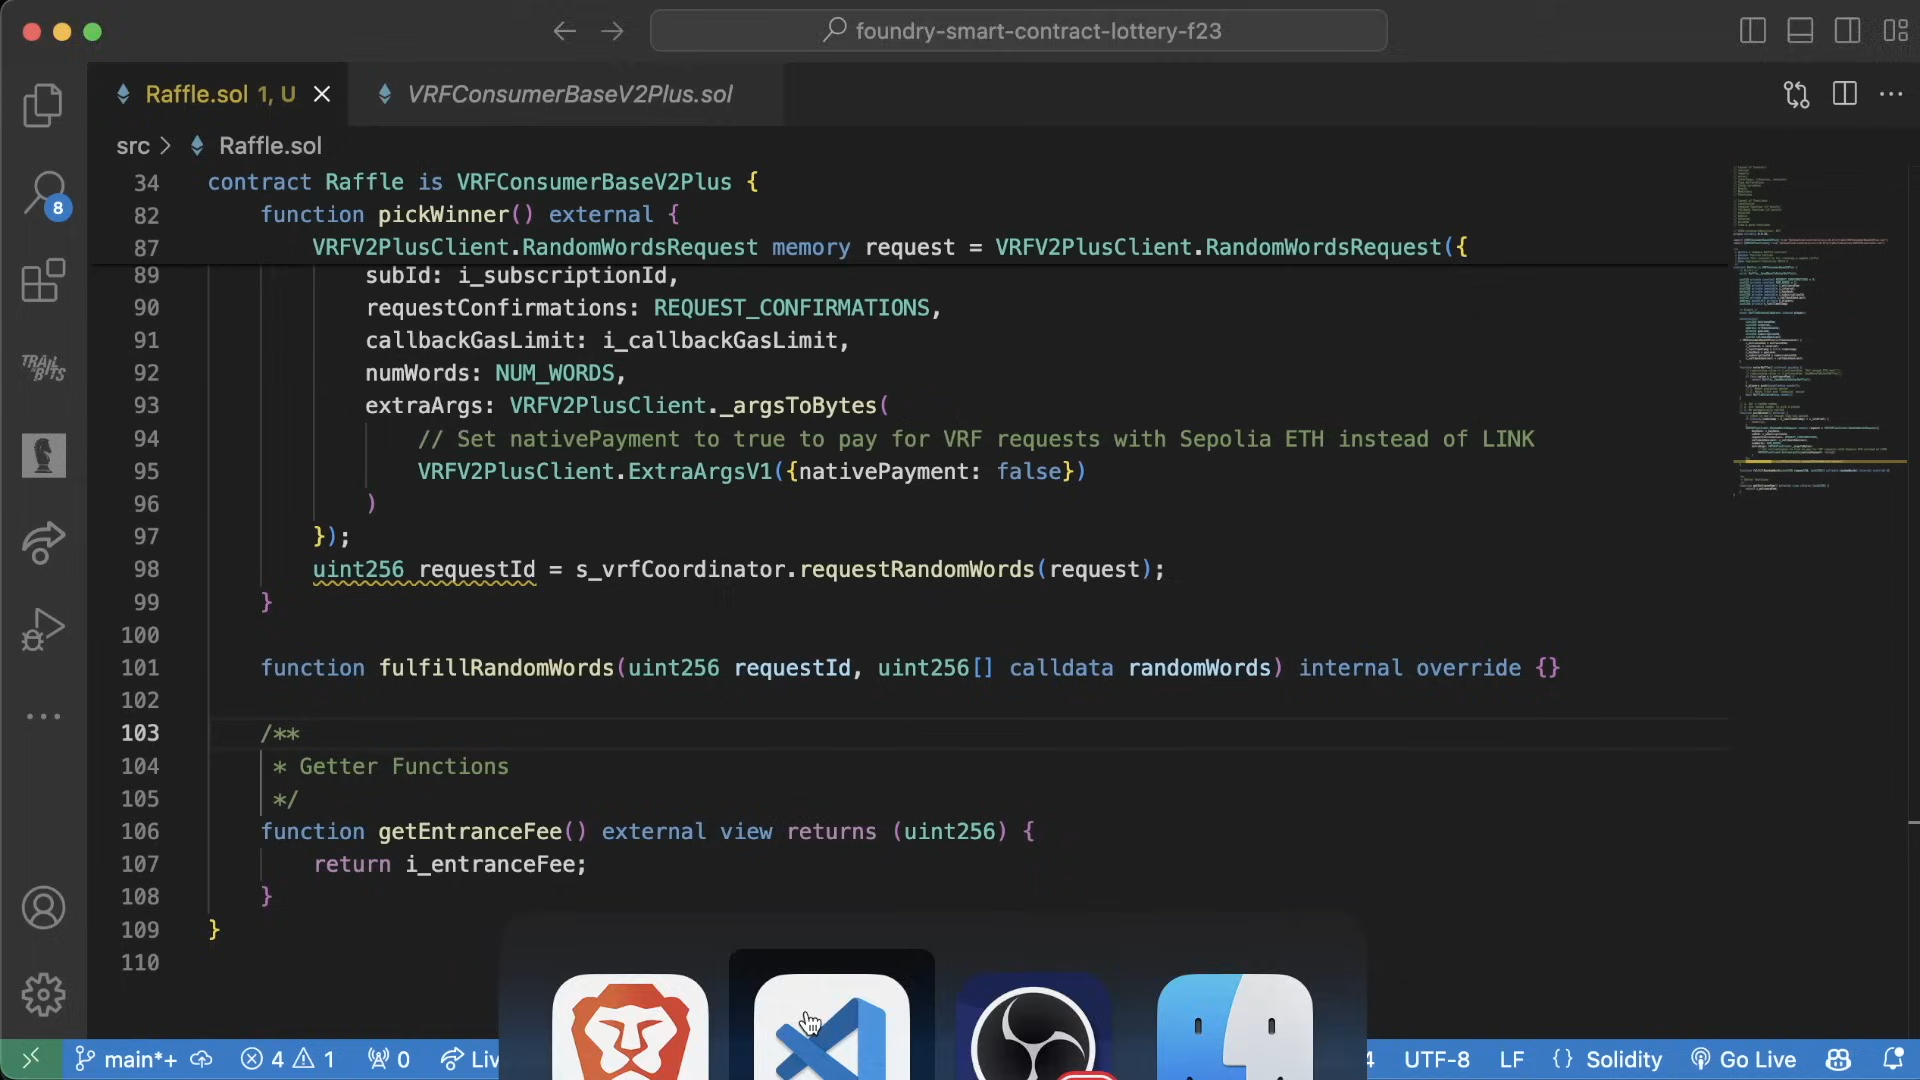 foundry-smart-contract-lottery-f23
Raffle.sol 1, U
VRFConsumerBaseV2Plus.sol
src > Raffle.sol
34 contract Raffle is VRFConsumerBaseV2Plus {
82 function pickWinner() external {
87 VRFV2PlusClient.RandomWordsRequest memory request = VRFV2PlusClient.RandomWordsRequest({
89 subId: i_subscriptionId,
90 requestConfirmations: REQUEST_CONFIRMATIONS,
91 callbackGasLimit: i_callbackGasLimit,
92 numWords: NUM_WORDS,
93 extraArgs: VRFV2PlusClient._argsToBytes(
94 // Set nativePayment to true to pay for VRF requests with Sepolia ETH instead of LINK
95 VRFV2PlusClient.ExtraArgsV1({nativePayment: false})
96 )
97 });
98 uint256 requestId = s_vrfCoordinator.requestRandomWords(request);
99 }
100
101 function fulfillRandomWords(uint256 requestId, uint256[] calldata randomWords) internal override {}
102
103 /**
104 * Getter Functions
105 */
106 function getEntranceFee() external view returns (uint256) {
107 return i_entranceFee;
108 }
109 }
110
8
TRAIL OF BITS
main*+ 4 1 0 Liv 4 UTF-8 LF {} Solidity Go Live